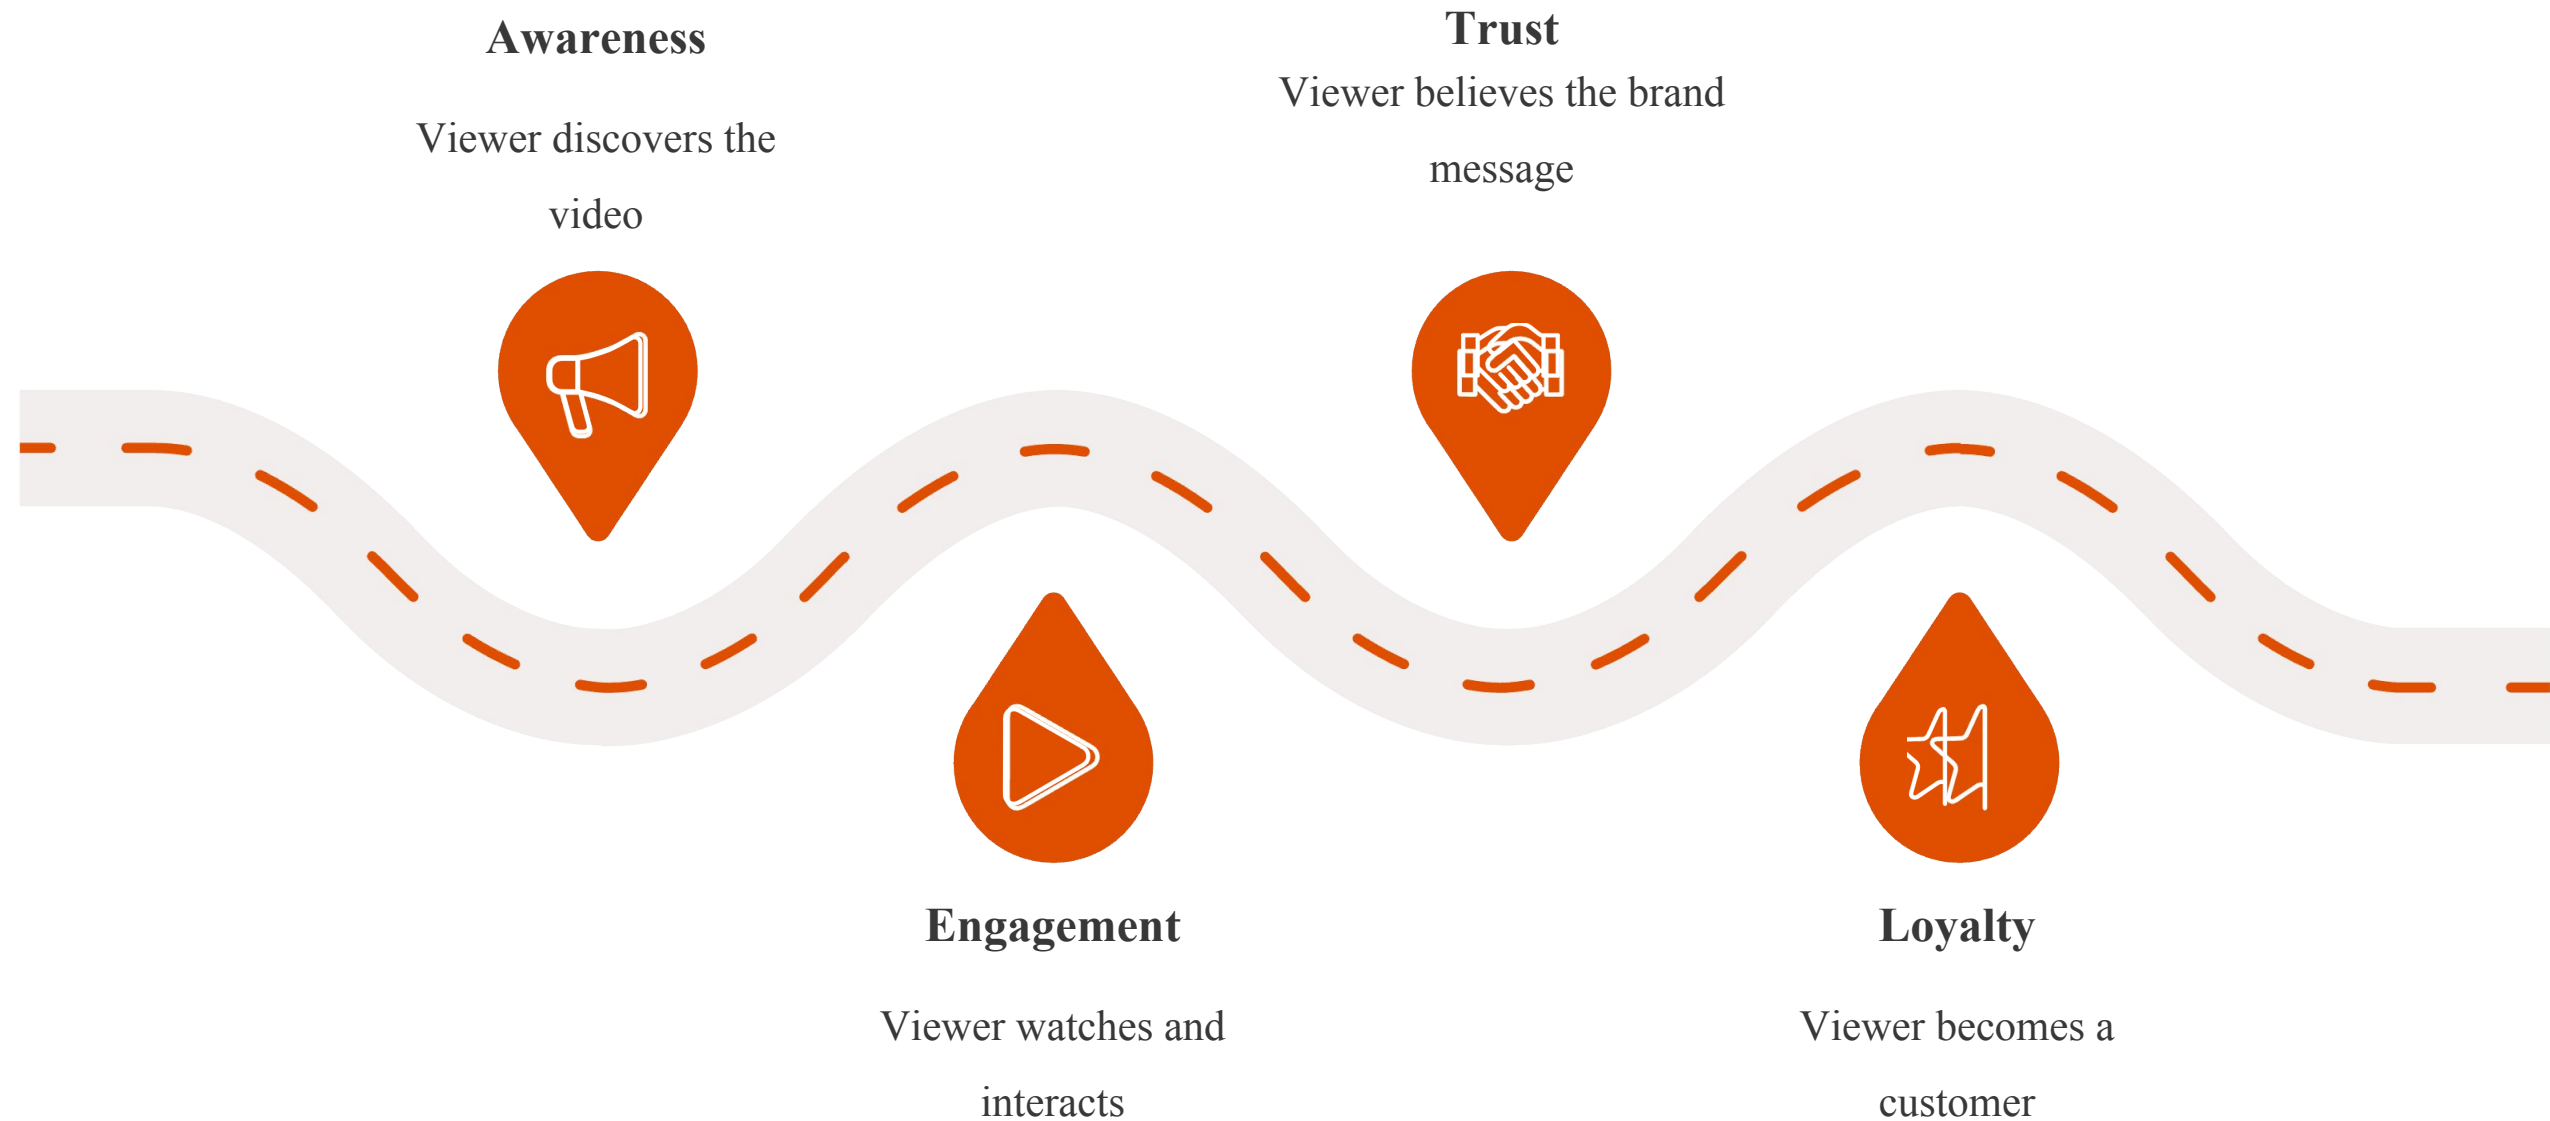 Awareness
Viewer discovers the
video
Engagement
Viewer watches and
interacts
Trust
Viewer believes the brand
message
Loyalty
Viewer becomes a
customer